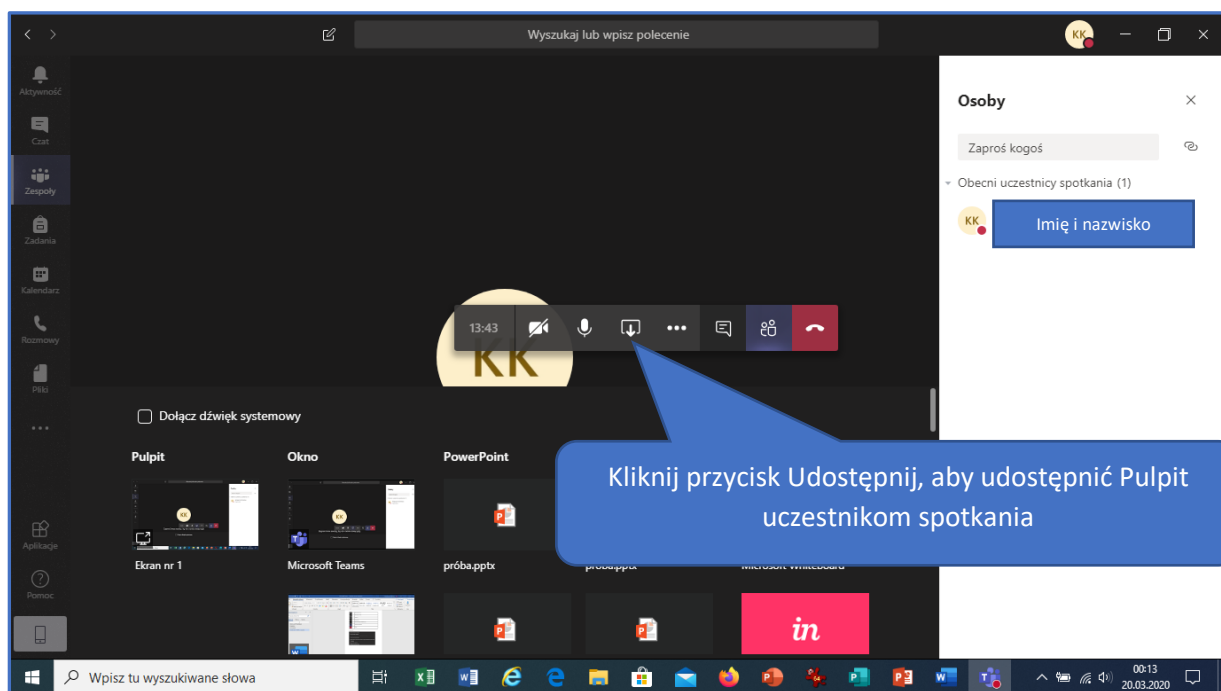 Wyszukaj lub wpisz polecenie
KK
Aktywność
Czat
Zespoły
Zadania
Kalendarz
Rozmowy
Pliki
Aplikacje
Pomoc
Osoby
Zaproś kogoś
Obecni uczestnicy spotkania (1)
KK
Imię i nazwisko
13:43
KK
Dołącz dźwięk systemowy
Pulpit
Okno
PowerPoint
Kliknij przycisk Udostępnij, aby udostępnić Pulpit
uczestnikom spotkania
Ekran nr 1
Microsoft Teams
próba.pptx
próba.pptx
Microsoft Whiteboard
in
Wpisz tu wyszukiwane słowa
00:13
20.03.2020